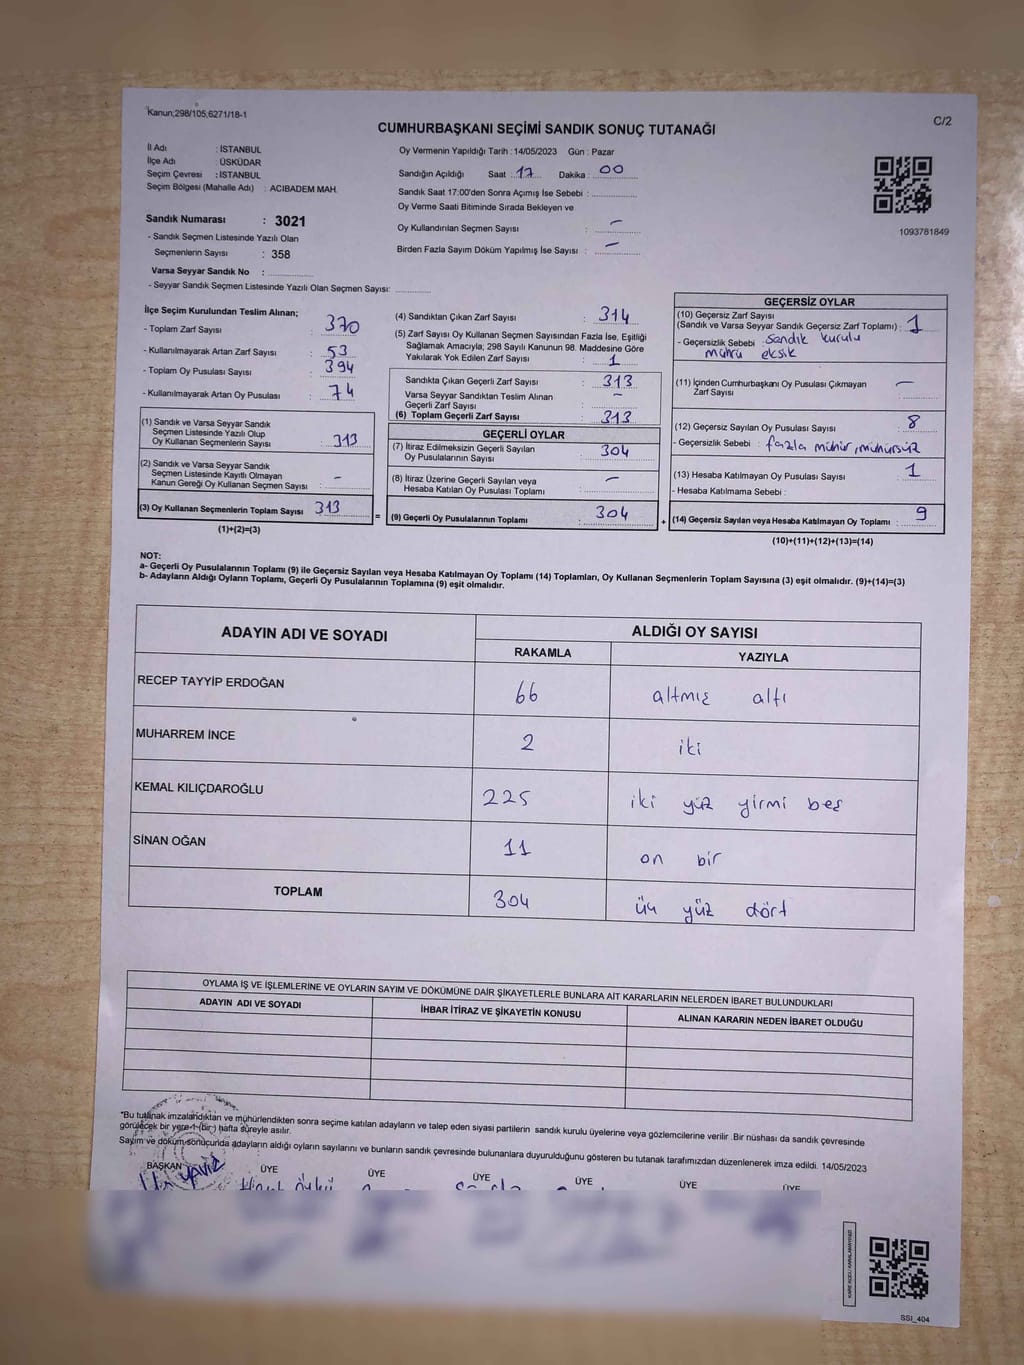 Kanun;298/105,6271/18-1
C/2
CUMHURBAŞKANI SEÇİMİ SANDIK SONUÇ TUTANAĞI
İl Adı : İSTANBUL
İlçe Adı : ÜSKÜDAR
Seçim Çevresi : İSTANBUL
Seçim Bölgesi (Mahalle Adı) : ACIBADEM MAH.
Sandık Numarası : 3021
- Sandık Seçmen Listesinde Yazılı Olan
Seçmenlerin Sayısı : 358
Varsa Seyyar Sandık No :
- Seyyar Sandık Seçmen Listesinde Yazılı Olan Seçmen Sayısı:
Oy Vermenin Yapıldığı Tarih : 14/05/2023 Gün : Pazar
Sandığın Açıldığı Saat : 17 Dakika : 00
Sandık Saat 17:00'den Sonra Açımış İse Sebebi :
Oy Verme Saati Bitiminde Sırada Bekleyen ve
Oy Kullandırılan Seçmen Sayısı : –
Birden Fazla Sayım Döküm Yapılmış İse Sayısı : –
1093781849
İlçe Seçim Kurulundan Teslim Alınan;
- Toplam Zarf Sayısı : 370
- Kullanılmayarak Artan Zarf Sayısı : 53
- Toplam Oy Pusulası Sayısı : 394
- Kullanılmayarak Artan Oy Pusulası : 74
(1) Sandık ve Varsa Seyyar Sandık
Seçmen Listesinde Yazılı Olup
Oy Kullanan Seçmenlerin Sayısı : 313
(2) Sandık ve Varsa Seyyar Sandık
Seçmen Listesinde Kayıtlı Olmayan
Kanun Gereği Oy Kullanan Seçmen Sayısı : –
(3) Oy Kullanan Seçmenlerin Toplam Sayısı 313
(1)+(2)=(3)
=
(4) Sandıktan Çıkan Zarf Sayısı : 314
(5) Zarf Sayısı Oy Kullanan Seçmen Sayısından Fazla İse, Eşitliği
Sağlamak Amacıyla; 298 Sayılı Kanunun 98. Maddesine Göre
Yakılarak Yok Edilen Zarf Sayısı : 1
Sandıkta Çıkan Geçerli Zarf Sayısı : 313
Varsa Seyyar Sandıktan Teslim Alınan
Geçerli Zarf Sayısı : –
(6) Toplam Geçerli Zarf Sayısı : 313
GEÇERLİ OYLAR
(7) İtiraz Edilmeksizin Geçerli Sayılan
Oy Pusulalarının Sayısı : 304
(8) İtiraz Üzerine Geçerli Sayılan veya
Hesaba Katılan Oy Pusulası Toplamı : –
(9) Geçerli Oy Pusulalarının Toplamı : 304
+
GEÇERSİZ OYLAR
(10) Geçersiz Zarf Sayısı
(Sandık ve Varsa Seyyar Sandık Geçersiz Zarf Toplamı) : 1
- Geçersizlik Sebebi : Sandık kurulu
mührü eksik
(11) İçinden Cumhurbaşkanı Oy Pusulası Çıkmayan
Zarf Sayısı : –
(12) Geçersiz Sayılan Oy Pusulası Sayısı : 8
- Geçersizlik Sebebi : fazla mühür, mühürsüz
(13) Hesaba Katılmayan Oy Pusulası Sayısı : 1
- Hesaba Katılmama Sebebi :
(14) Geçersiz Sayılan veya Hesaba Katılmayan Oy Toplamı : 9
(10)+(11)+(12)+(13)=(14)
NOT:
a- Geçerli Oy Pusulalarının Toplamı (9) ile Geçersiz Sayılan veya Hesaba Katılmayan Oy Toplamı (14) Toplamları, Oy Kullanan Seçmenlerin Toplam Sayısına (3) eşit olmalıdır. (9)+(14)=(3)
b- Adayların Aldığı Oyların Toplamı, Geçerli Oy Pusulalarının Toplamına (9) eşit olmalıdır.
ADAYIN ADI VE SOYADI ALDIĞI OY SAYISI
RAKAMLA YAZIYLA
RECEP TAYYİP ERDOĞAN 66 altmış altı
MUHARREM İNCE 2 iki
KEMAL KILIÇDAROĞLU 225 iki yüz yirmi beş
SİNAN OĞAN 11 on bir
TOPLAM 304 üç yüz dört
OYLAMA İŞ VE İŞLEMLERİNE VE OYLARIN SAYIM VE DÖKÜMÜNE DAİR ŞİKAYETLERLE BUNLARA AİT KARARLARIN NELERDEN İBARET BULUNDUKLARI
ADAYIN ADI VE SOYADI İHBAR İTİRAZ VE ŞİKAYETİN KONUSU ALINAN KARARIN NEDEN İBARET OLDUĞU
"Bu tutanak imzalandıktan ve mühürlendikten sonra seçime katılan adayların ve talep eden siyasi partilerin sandık kurulu üyelerine veya gözlemcilerine verilir. Bir nüshası da sandık çevresinde
görülecek bir yere 1 (bir) hafta süreyle asılır.
Sayım ve döküm sonucunda adayların aldığı oyların sayılarını ve bunların sandık çevresinde bulunanlara duyurulduğunu gösteren bu tutanak tarafımızdan düzenlenerek imza edildi. 14/05/2023
BAŞKAN ÜYE ÜYE ÜYE ÜYE ÜYE ÜYE
YAVUZ
SSI_404